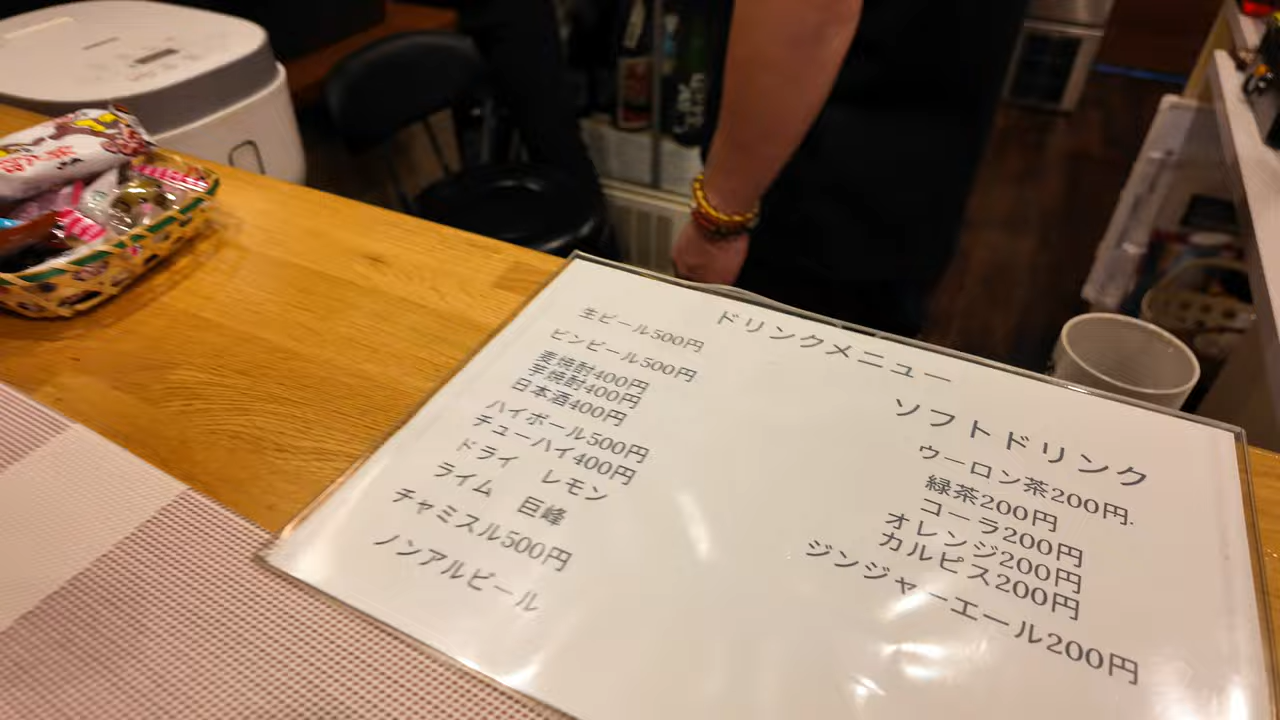 ドリンクメニュー
生ビール500円
ビンビール500円
麦焼酎400円
芋焼酎400円
日本酒400円
ハイボール500円
チューハイ400円
ドライ レモン
ライム 巨峰
チャミスル500円
ノンアルビール
ソフトドリンク
ウーロン茶200円.
緑茶200円
コーラ200円
オレンジ200円
カルピス200円
ジンジャーエール200円